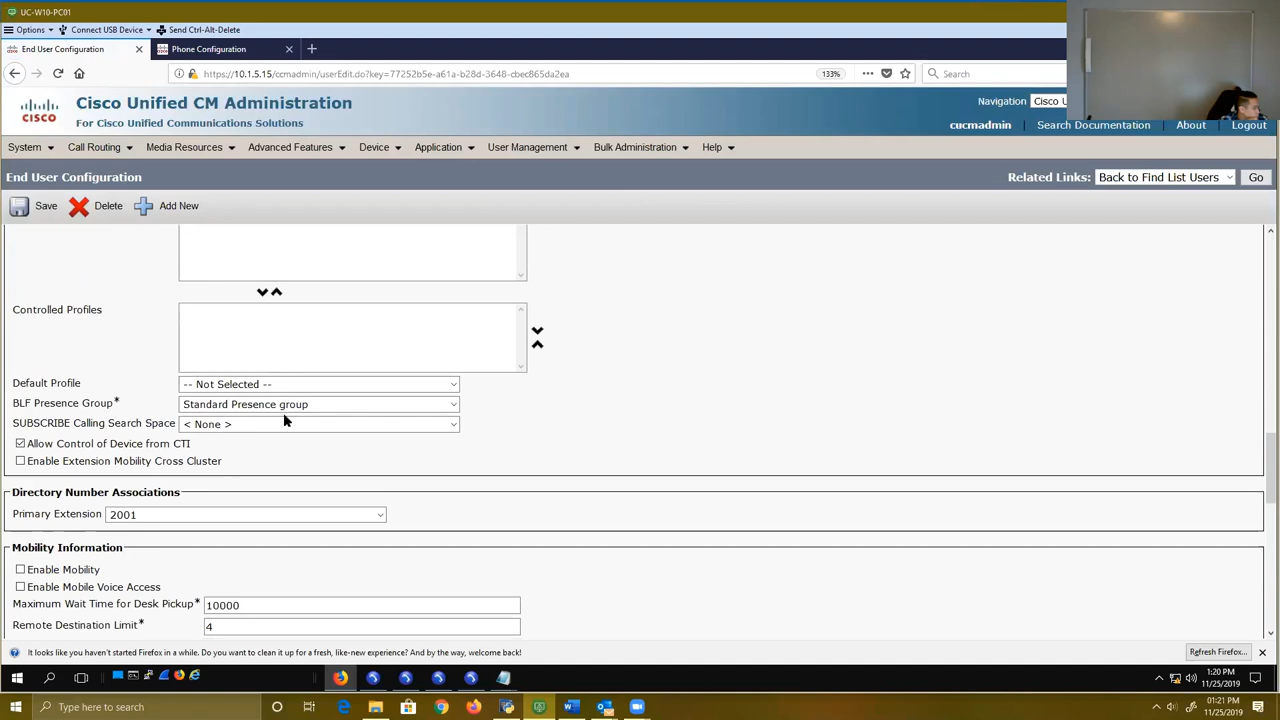 UC-W10-PC01
Options Connect USB Device Send Ctrl-Alt-Delete
End User Configuration Phone Configuration
https://10.1.5.15/ccmadmin/userEdit.do?key=77252b5e-a61a-b28d-3648-cbec865da2ea 133% Search
Cisco Unified CM Administration
For Cisco Unified Communications Solutions
CISCO
Navigation Cisco U
cucmadmin Search Documentation About Logout
System Call Routing Media Resources Advanced Features Device Application User Management Bulk Administration Help
End User Configuration Related Links: Back to Find List Users Go
Save Delete Add New
Controlled Profiles
Default Profile -- Not Selected --
BLF Presence Group* Standard Presence group
SUBSCRIBE Calling Search Space < None >
Allow Control of Device from CTI
Enable Extension Mobility Cross Cluster
Directory Number Associations
Primary Extension 2001
Mobility Information
Enable Mobility
Enable Mobile Voice Access
Maximum Wait Time for Desk Pickup* 10000
Remote Destination Limit* 4
It looks like you haven't started Firefox in a while. Do you want to clean it up for a fresh, like-new experience? And by the way, welcome back! Refresh Firefox...
1:20 PM
11/25/2019
Type here to search
01:21 PM
11/25/2019